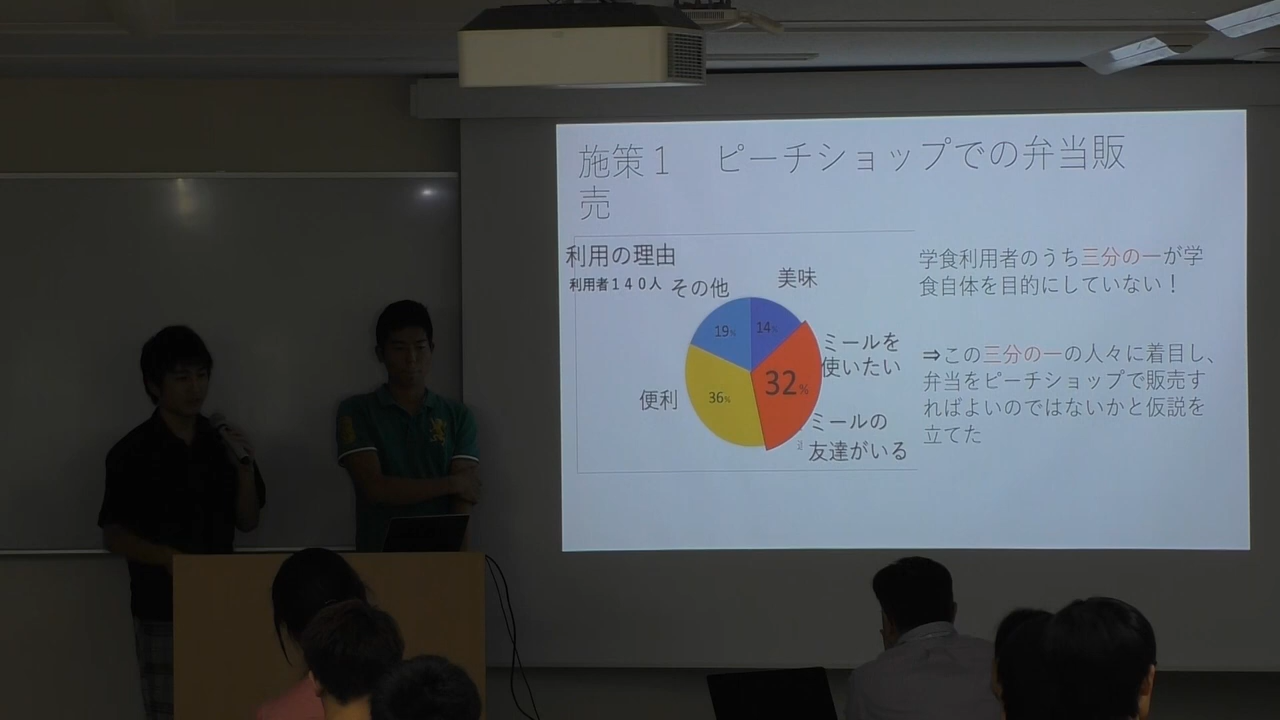 施策１　ピーチショップでの弁当販
売
利用の理由
利用者１４０人
その他
美味
19%
14%
ミールを
使いたい
32%
便利
36%
ミールの
友達がいる
学食利用者のうち三分の一が学
食自体を目的にしていない！
⇒この三分の一の人々に着目し、
弁当をピーチショップで販売す
ればよいのではないかと仮説を
立てた